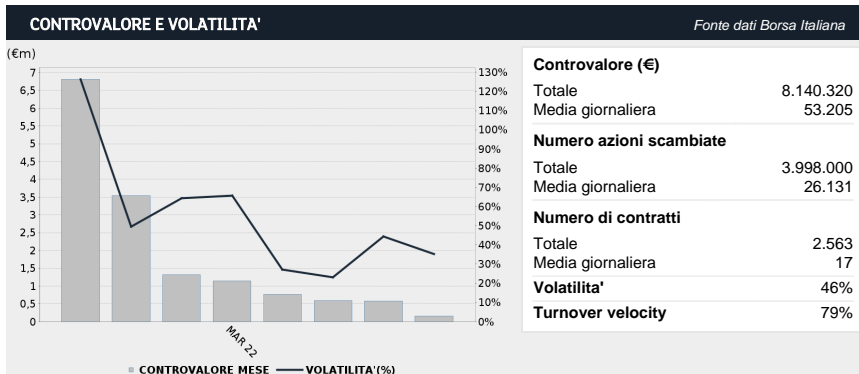 CONTROVALORE E VOLATILITA'
Fonte dati Borsa Italiana
(€m)
7
6,5
6
5,5
5
4,5
4
3,5
3
2,5
2
1,5
1
0,5
0
130%
120%
110%
100%
90%
80%
70%
60%
50%
40%
30%
20%
10%
0%
MAR 22
CONTROVALORE MESE
VOLATILITA'(%)
Controvalore (€)
Totale 8.140.320
Media giornaliera 53.205
Numero azioni scambiate
Totale 3.998.000
Media giornaliera 26.131
Numero di contratti
Totale 2.563
Media giornaliera 17
Volatilita' 46%
Turnover velocity 79%